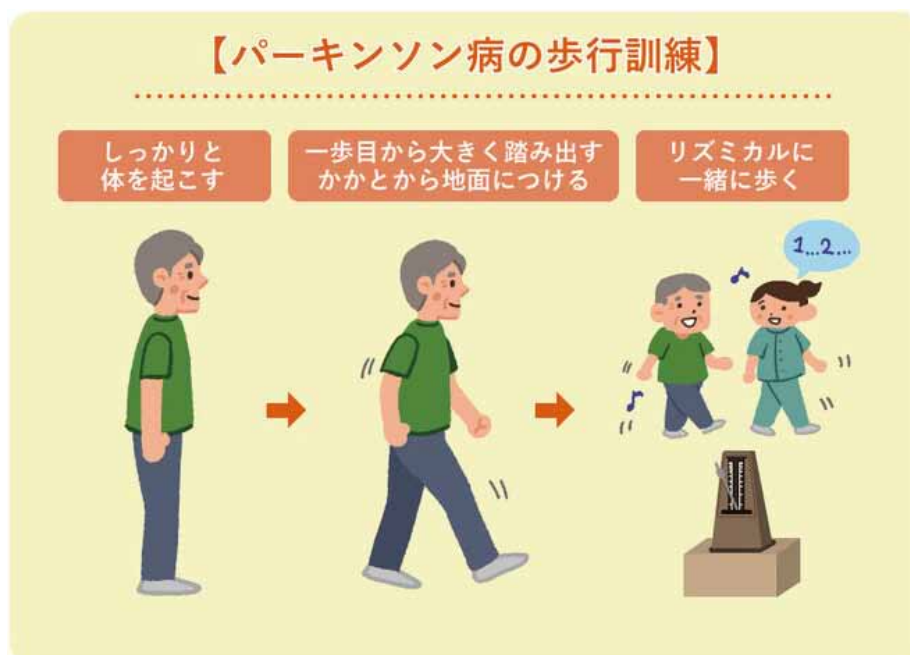 【パーキンソン病の歩行訓練】
しっかりと
体を起こす
一歩目から大きく踏み出す
かかとから地面につける
リズミカルに
一緒に歩く
1...2...